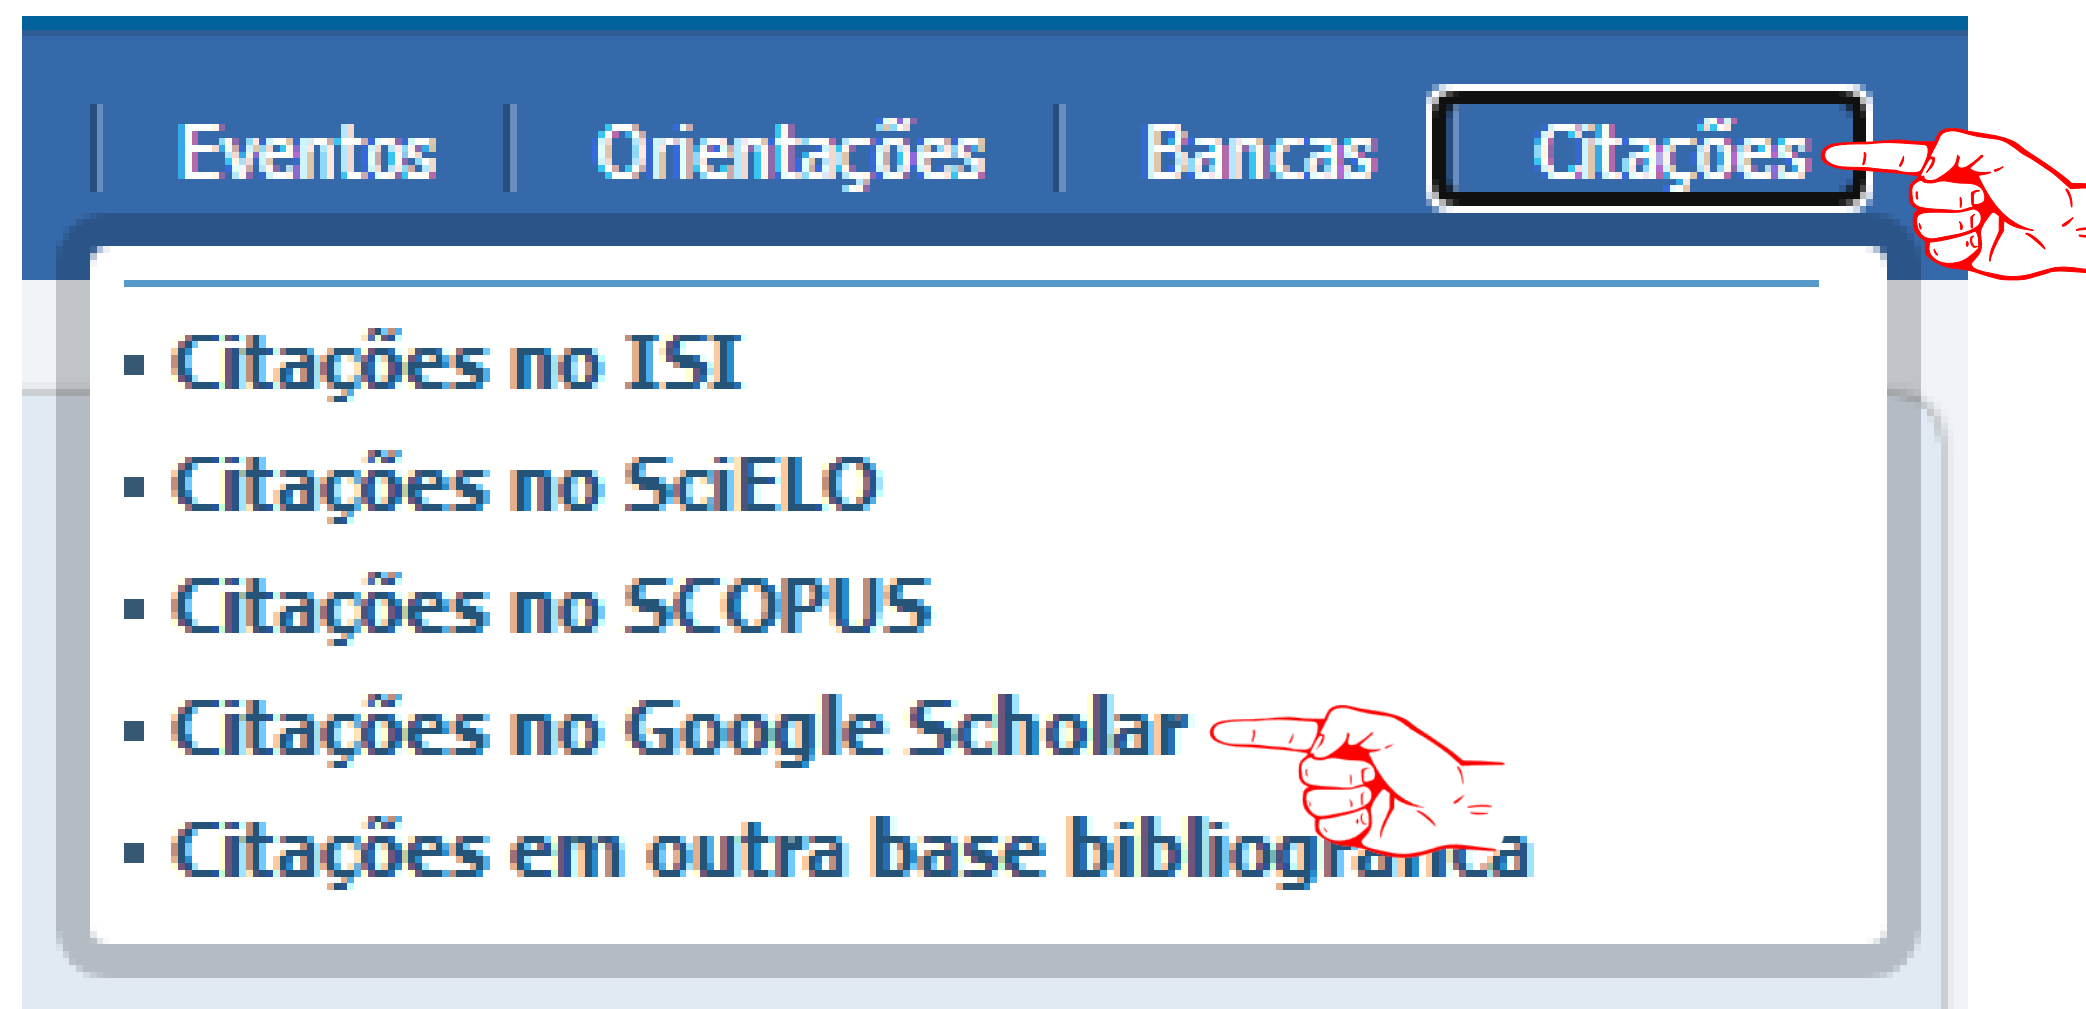 Eventos Orientações Bancas Citações
Citações no ISI
Citações no SciELO
Citações no SCOPUS
Citações no Google Scholar
Citações em outra base bibliográfica